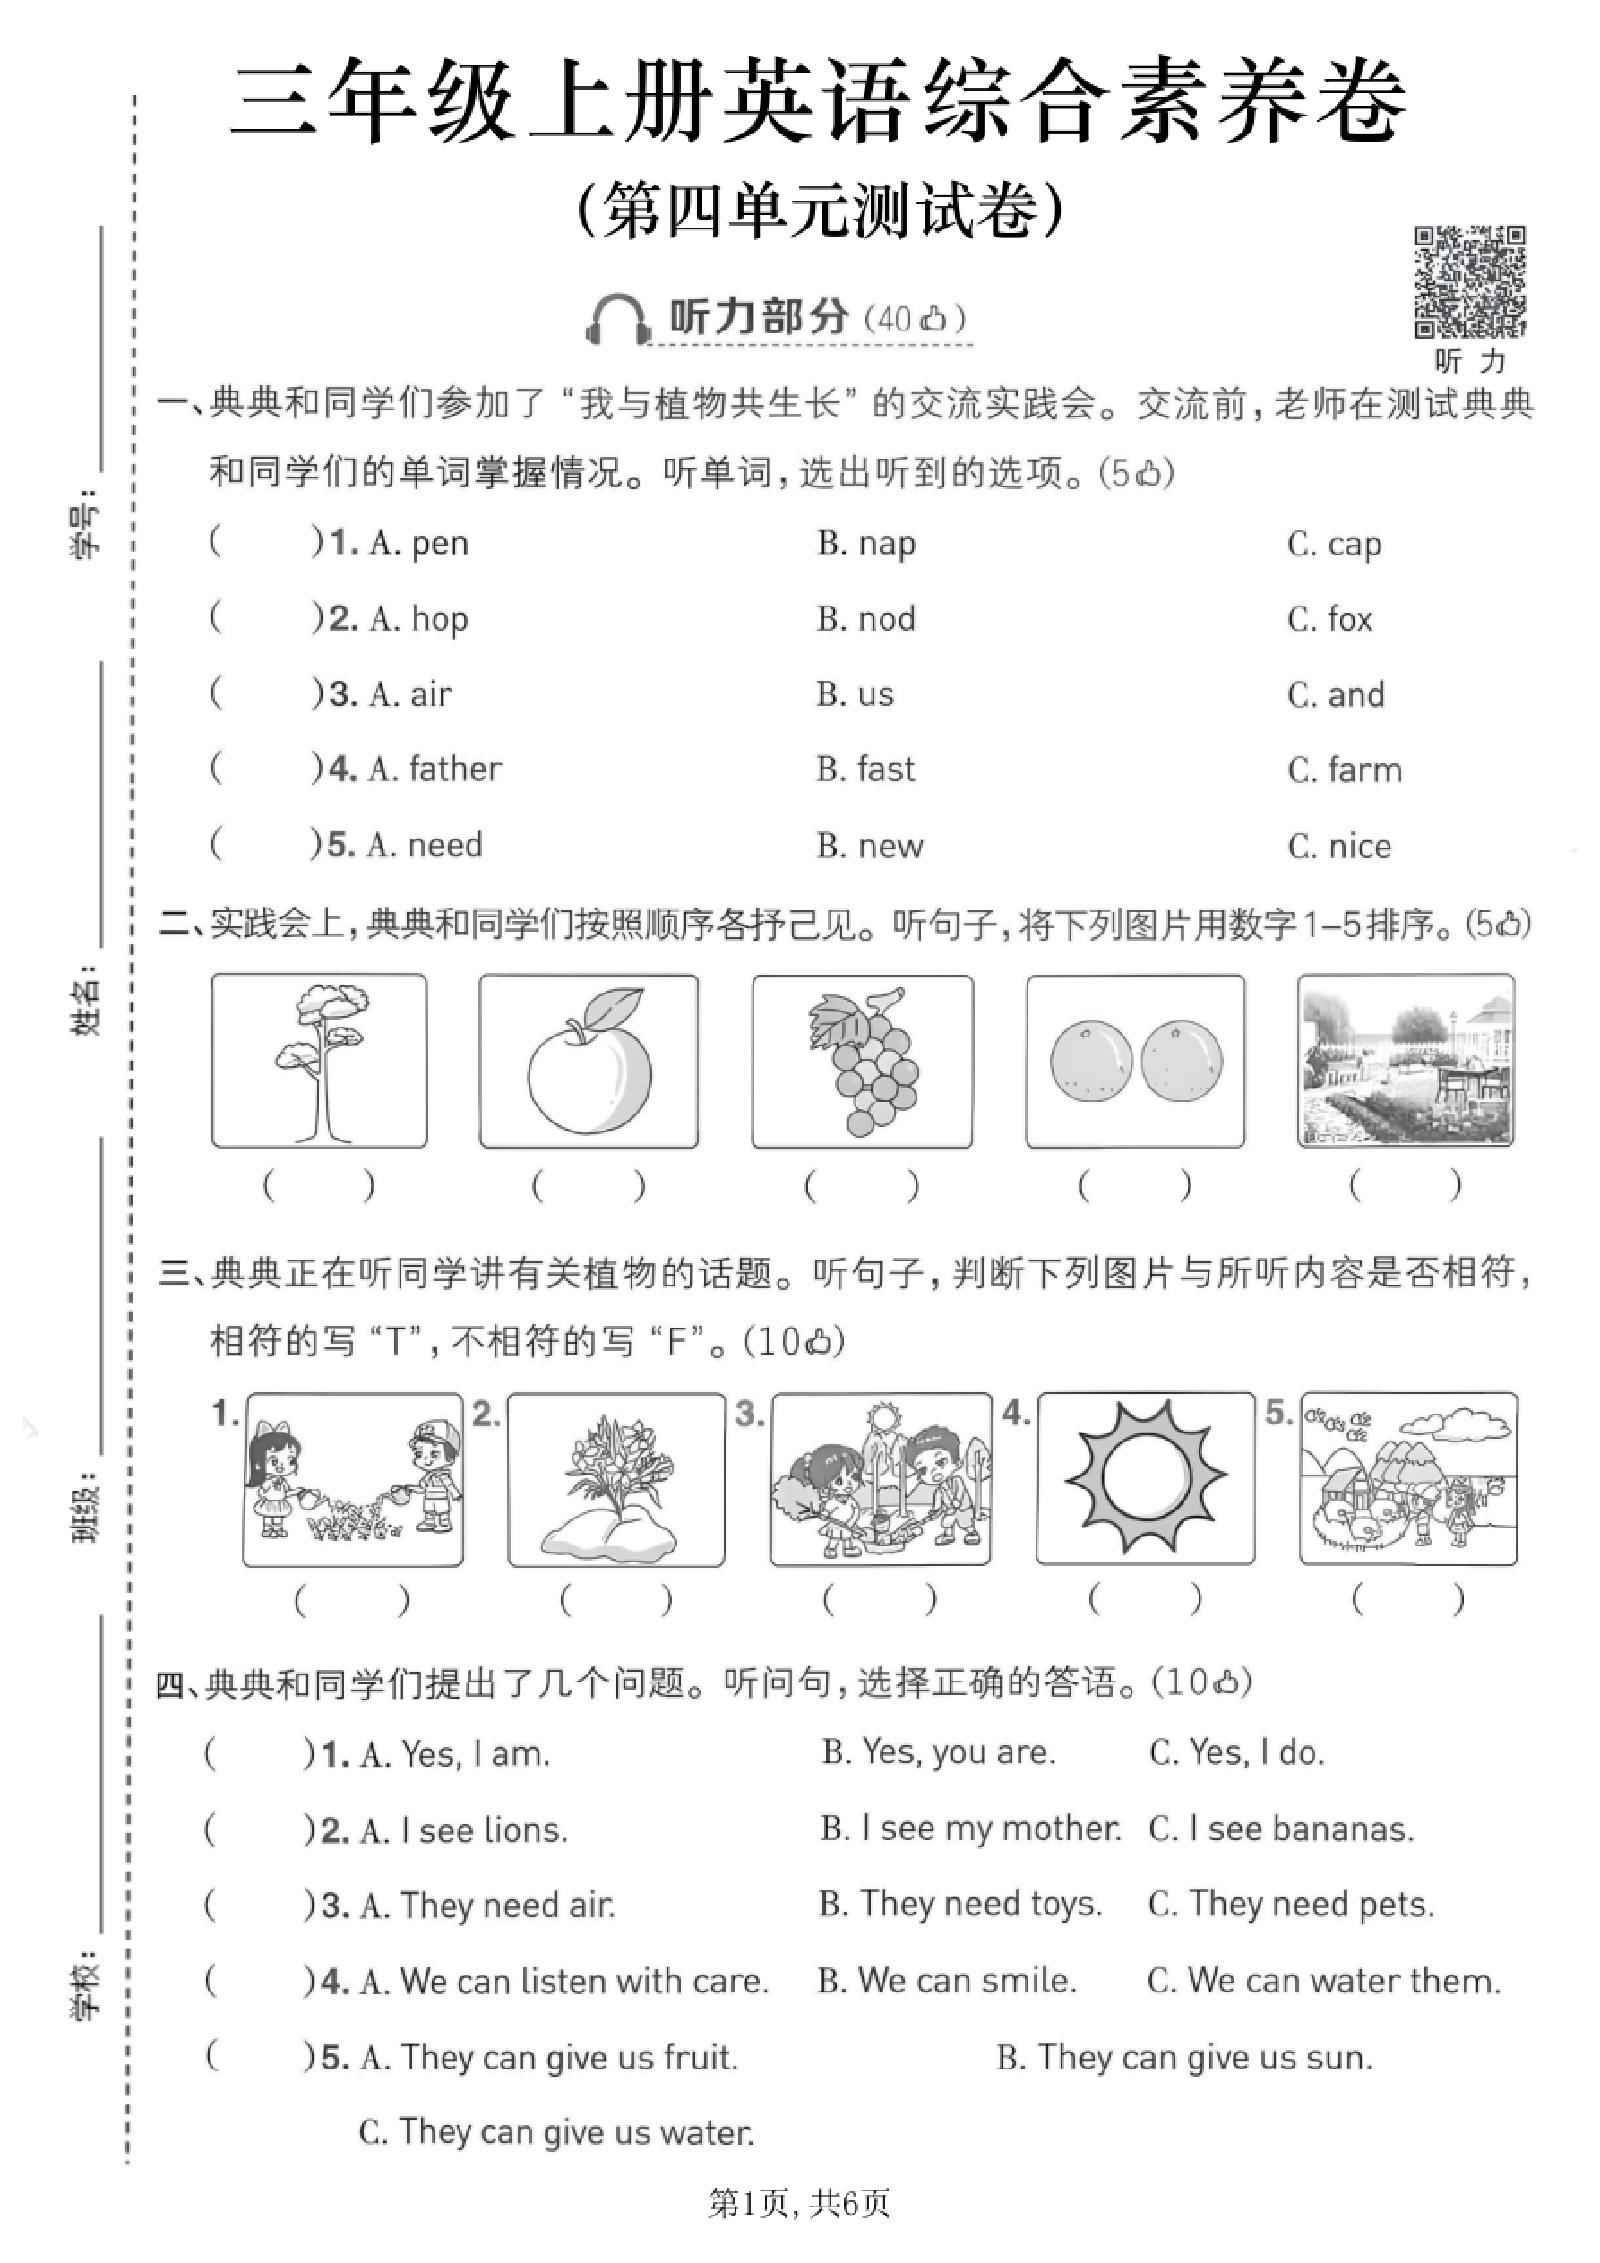 三年级上册英语综合素养卷
(第四单元测试卷)
听力部分(40)
听力
一、典典和同学们参加了“我与植物共生长”的交流实践会。交流前,老师在测试典典
和同学们的单词掌握情况。听单词,选出听到的选项。(5)
( )1. A. pen B. nap C. cap
( )2. A. hop B. nod C. fox
( )3. A. air B. us C. and
( )4. A. father B. fast C. farm
( )5. A. need B. new C. nice
二、实践会上,典典和同学们按照顺序各抒己见。听句子,将下列图片用数字1-5排序。(5)
( ) ( ) ( ) ( ) ( )
三、典典正在听同学讲有关植物的话题。听句子,判断下列图片与所听内容是否相符,
相符的写“T”,不相符的写“F”。(10)
1. 2. 3. 4. 5.
( ) ( ) ( ) ( ) ( )
四、典典和同学们提出了几个问题。听问句,选择正确的答语。(10)
( )1. A. Yes, I am. B. Yes, you are. C. Yes, I do.
( )2. A. I see lions. B. I see my mother. C. I see bananas.
( )3. A. They need air. B. They need toys. C. They need pets.
( )4. A. We can listen with care. B. We can smile. C. We can water them.
( )5. A. They can give us fruit. B. They can give us sun.
C. They can give us water.
第1页,共6页
学号:
姓名:
班级:
学校: